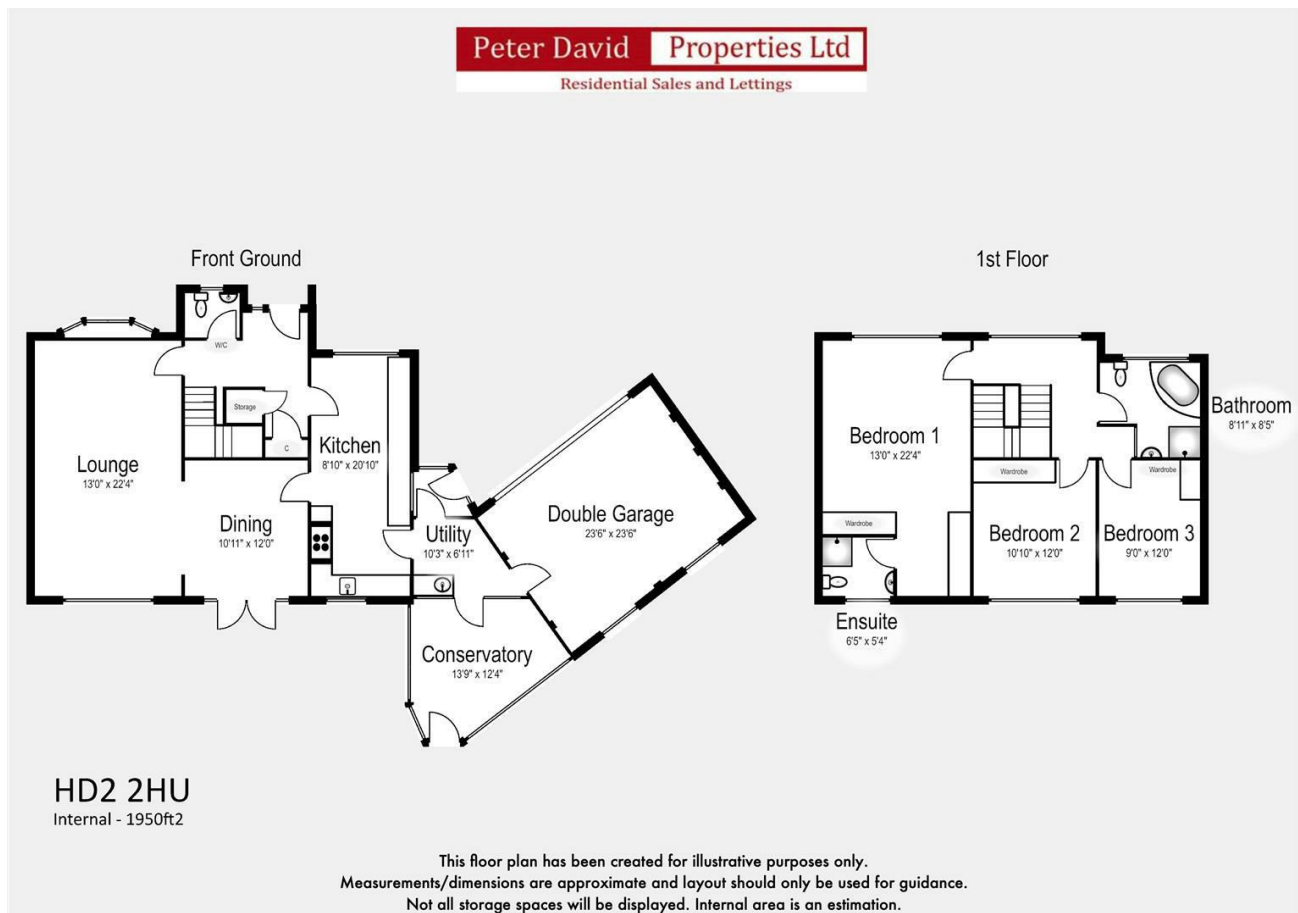 Peter David Properties Ltd
Residential Sales and Lettings
Front Ground
1st Floor
W/C
Storage
C
Kitchen
8'10" x 20'10"
Lounge
13'0" x 22'4"
Dining
10'11" x 12'0"
Utility
10'3" x 6'11"
Double Garage
23'6" x 23'6"
Conservatory
13'9" x 12'4"
Bedroom 1
13'0" x 22'4"
Bathroom
8'11" x 8'5"
Wardrobe
Wardrobe
Wardrobe
Bedroom 2
10'10" x 12'0"
Bedroom 3
9'0" x 12'0"
Ensuite
6'5" x 5'4"
HD2 2HU
Internal - 1950ft2
This floor plan has been created for illustrative purposes only.
Measurements/dimensions are approximate and layout should only be used for guidance.
Not all storage spaces will be displayed. Internal area is an estimation.